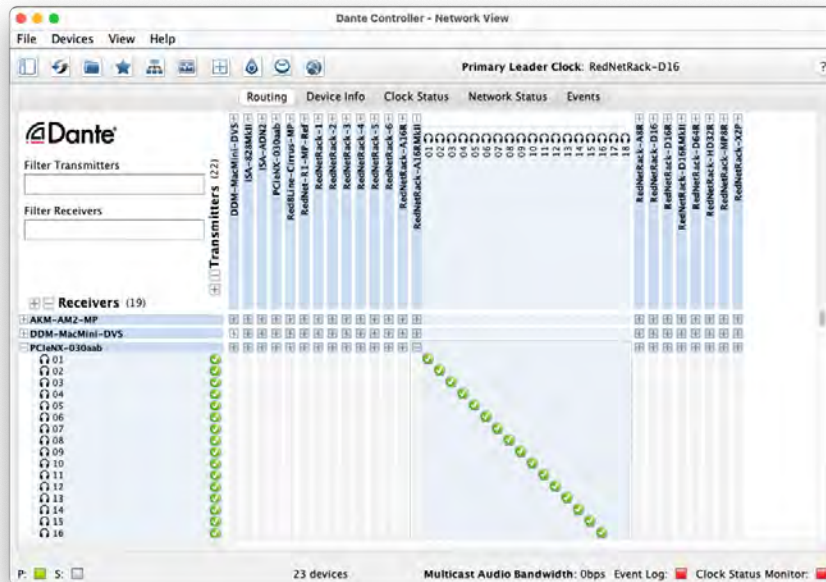 Dante Controller - Network View
File Devices View Help
Primary Leader Clock: RedNetRack-D16
?
Routing Device Info Clock Status Network Status Events
Dante
Filter Transmitters
Filter Receivers
Transmitters (22)
DDM-MacMini-DVS
ISA-828MkII
ISA-ADN2
PCIeNX-030aab
Red8Line-Cirrus-MP
RedNet-R1-MP-Ref
RedNetRack-1
RedNetRack-2
RedNetRack-3
RedNetRack-4
RedNetRack-5
RedNetRack-6
RedNetRack-A16R
RedNetRack-A16RMkII
01
02
03
04
05
06
07
08
09
10
11
12
13
14
15
16
17
18
RedNetRack-A8R
RedNetRack-D16
RedNetRack-D16R
RedNetRack-D16RMkII
RedNetRack-D64R
RedNetRack-HD32R
RedNetRack-MP8R
RedNetRack-X2P
Receivers (19)
AKM-AM2-MP
DDM-MacMini-DVS
PCIeNX-030aab
01
02
03
04
05
06
07
08
09
10
11
12
13
14
15
16
P: S: 23 devices Multicast Audio Bandwidth: 0bps Event Log: Clock Status Monitor: